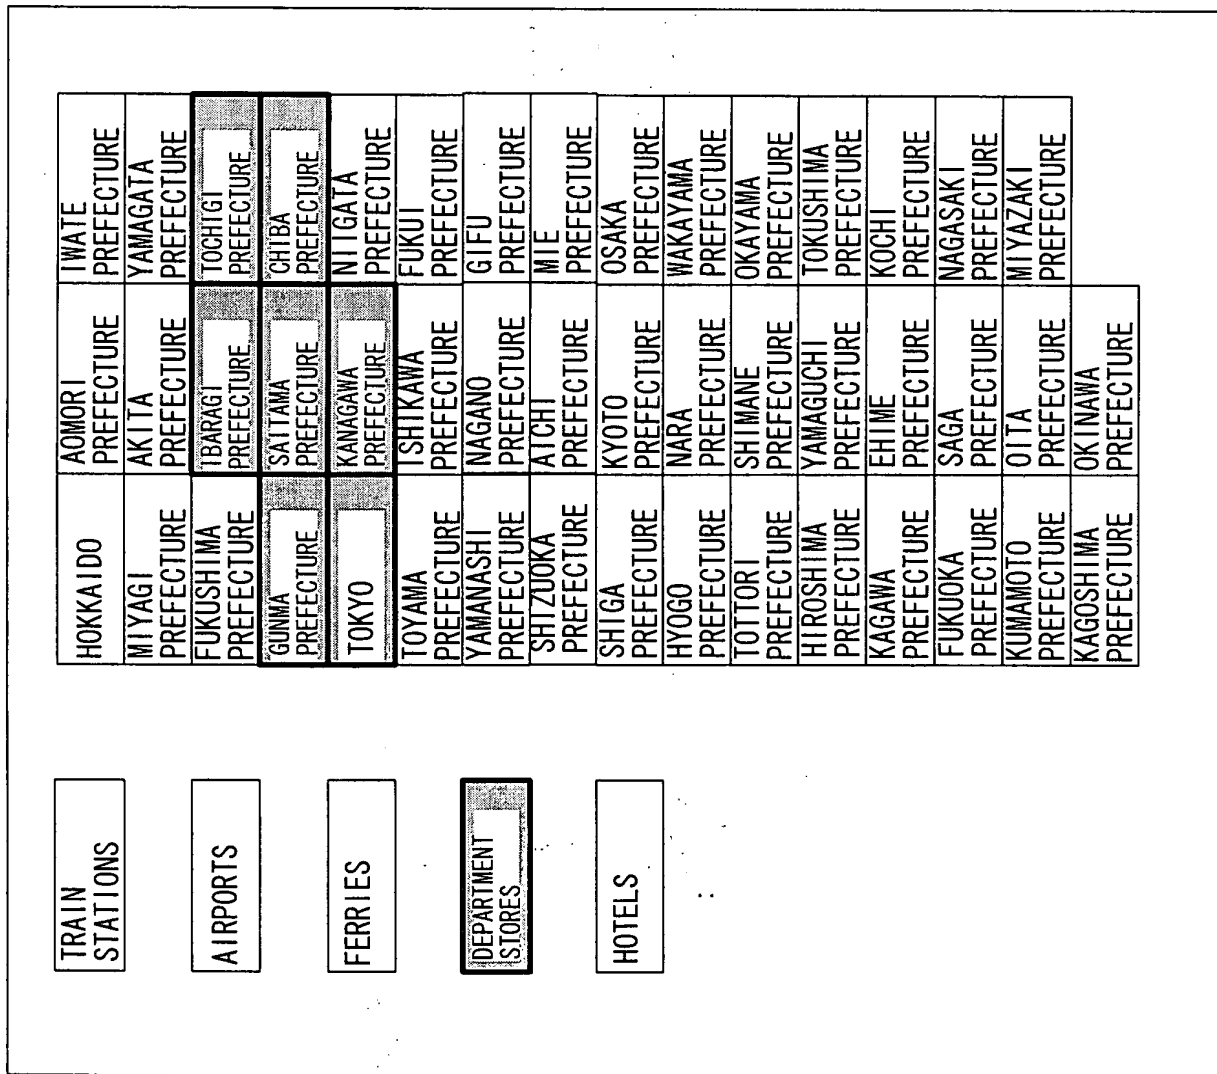 TRAIN
STATIONS
AIRPORTS
FERRIES
DEPARTMENT
STORES
HOTELS
HOKKAIDO
AOMORI
PREFECTURE
IWATE
PREFECTURE
MIYAGI
PREFECTURE
AKITA
PREFECTURE
YAMAGATA
PREFECTURE
FUKUSHIMA
PREFECTURE
IBARAGI
PREFECTURE
TOCHIGI
PREFECTURE
GUNMA
PREFECTURE
SAITAMA
PREFECTURE
CHIBA
PREFECTURE
TOKYO
KANAGAWA
PREFECTURE
NIIGATA
PREFECTURE
TOYAMA
PREFECTURE
ISHIKAWA
PREFECTURE
FUKUI
PREFECTURE
YAMANASHI
PREFECTURE
NAGANO
PREFECTURE
GIFU
PREFECTURE
SHIZUOKA
PREFECTURE
AICHI
PREFECTURE
MIE
PREFECTURE
SHIGA
PREFECTURE
KYOTO
PREFECTURE
OSAKA
PREFECTURE
HYOGO
PREFECTURE
NARA
PREFECTURE
WAKAYAMA
PREFECTURE
TOTTORI
PREFECTURE
SHIMANE
PREFECTURE
OKAYAMA
PREFECTURE
HIROSHIMA
PREFECTURE
YAMAGUCHI
PREFECTURE
TOKUSHIMA
PREFECTURE
KAGAWA
PREFECTURE
EHIME
PREFECTURE
KOCHI
PREFECTURE
FUKUOKA
PREFECTURE
SAGA
PREFECTURE
NAGASAKI
PREFECTURE
KUMAMOTO
PREFECTURE
OITA
PREFECTURE
MIYAZAKI
PREFECTURE
KAGOSHIMA
PREFECTURE
OKINAWA
PREFECTURE